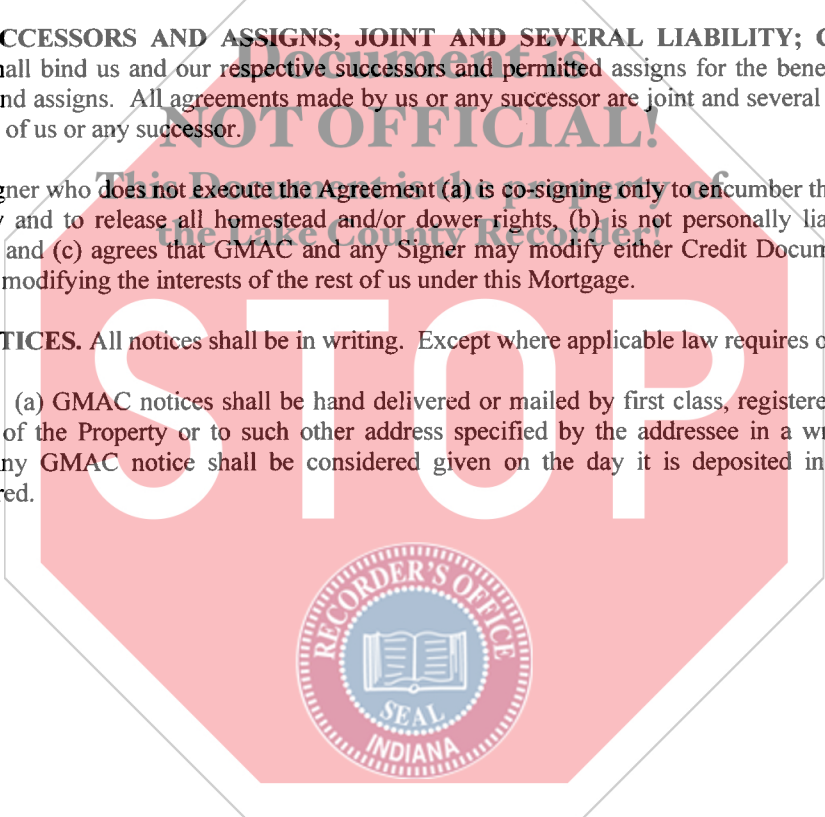 CCESSORS AND ASSIGNS; JOINT AND SEVERAL LIABILITY;
Document is
all bind us and our respective successors and permitted assigns for the bene
nd assigns. All agreements made by us or any successor are joint and several
NOT OFFICIAL!
of us or any successor.
This Document is the property of
gner who does not execute the Agreement (a) is co-signing only to encumber th
and to release all homestead and/or dower rights, (b) is not personally lia
the Lake County Recorder!
and (c) agrees that GMAC and any Signer may modify either Credit Docum
modifying the interests of the rest of us under this Mortgage.
STOP
TICES. All notices shall be in writing. Except where applicable law requires o
(a) GMAC notices shall be hand delivered or mailed by first class, registere
of the Property or to such other address specified by the addressee in a wr
ny GMAC notice shall be considered given on the day it is deposited in
red.
RECORDER'S OFFICE
SEAL
INDIANA